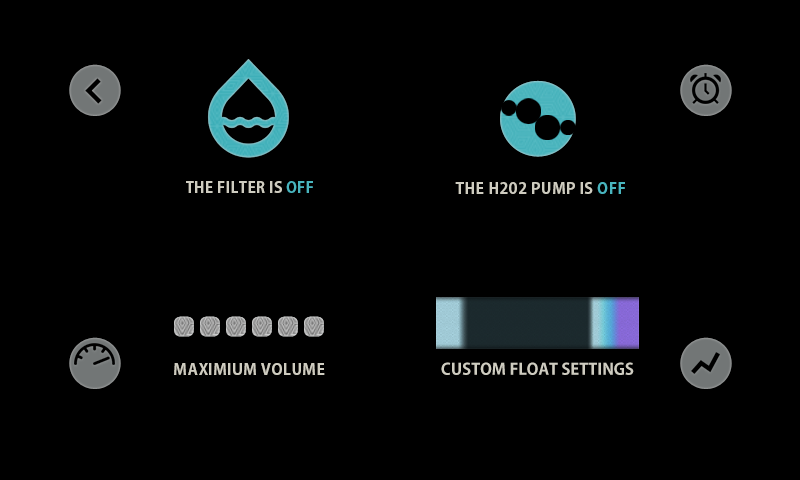 THE FILTER IS OFF
THE H202 PUMP IS OFF
MAXIMIUM VOLUME
CUSTOM FLOAT SETTINGS